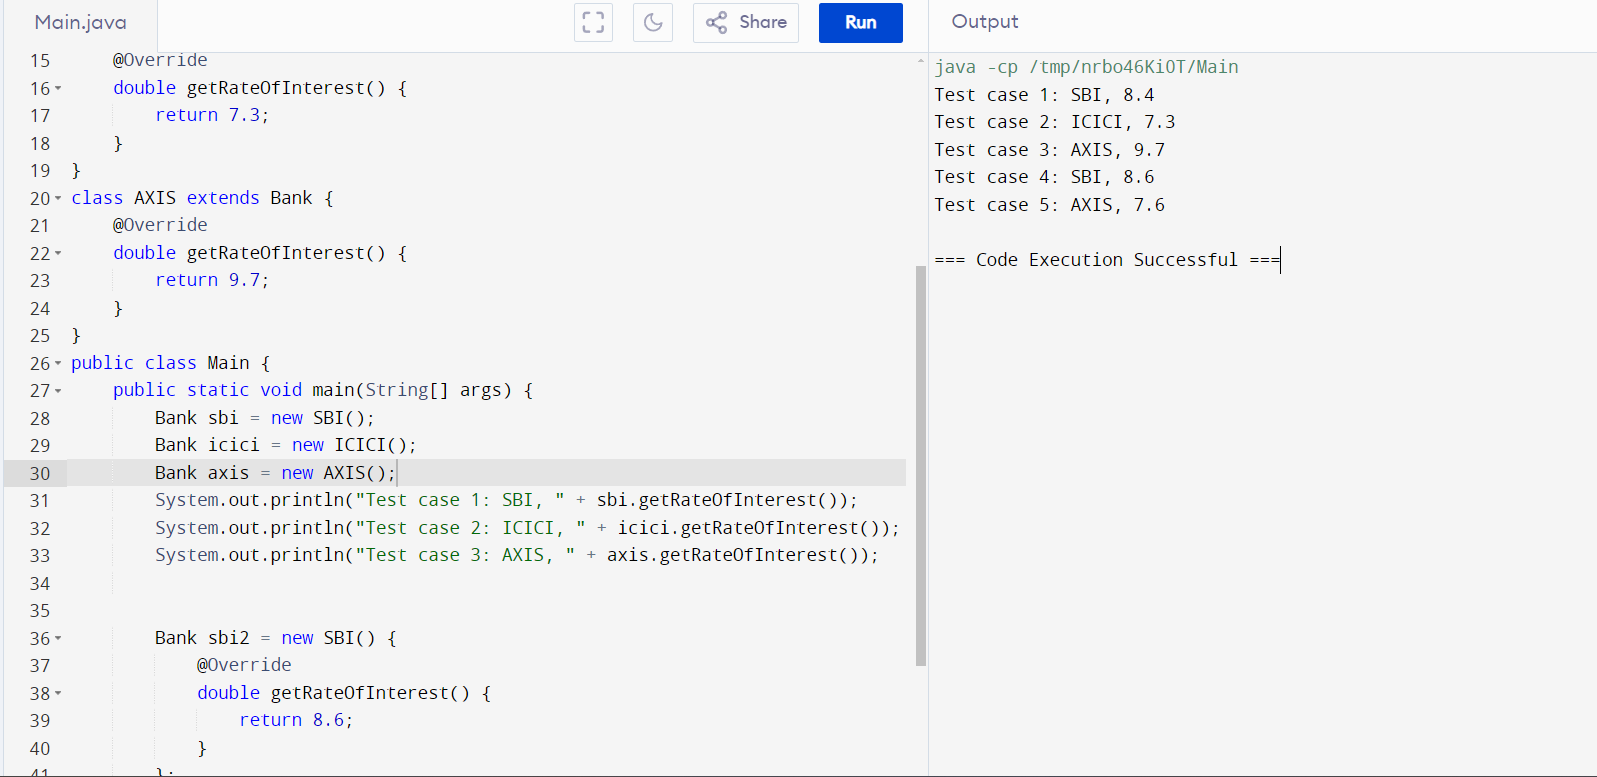 Main.java
Share
Run
Output
15 @Override
16 double getRateOfInterest() {
17 return 7.3;
18 }
19 }
20 class AXIS extends Bank {
21 @Override
22 double getRateOfInterest() {
23 return 9.7;
24 }
25 }
26 public class Main {
27 public static void main(String[] args) {
28 Bank sbi = new SBI();
29 Bank icici = new ICICI();
30 Bank axis = new AXIS();
31 System.out.println("Test case 1: SBI, " + sbi.getRateOfInterest());
32 System.out.println("Test case 2: ICICI, " + icici.getRateOfInterest());
33 System.out.println("Test case 3: AXIS, " + axis.getRateOfInterest());
34
35
36 Bank sbi2 = new SBI() {
37 @Override
38 double getRateOfInterest() {
39 return 8.6;
40 }
41 };
java -cp /tmp/nrbo46KiOT/Main
Test case 1: SBI, 8.4
Test case 2: ICICI, 7.3
Test case 3: AXIS, 9.7
Test case 4: SBI, 8.6
Test case 5: AXIS, 7.6
=== Code Execution Successful ===